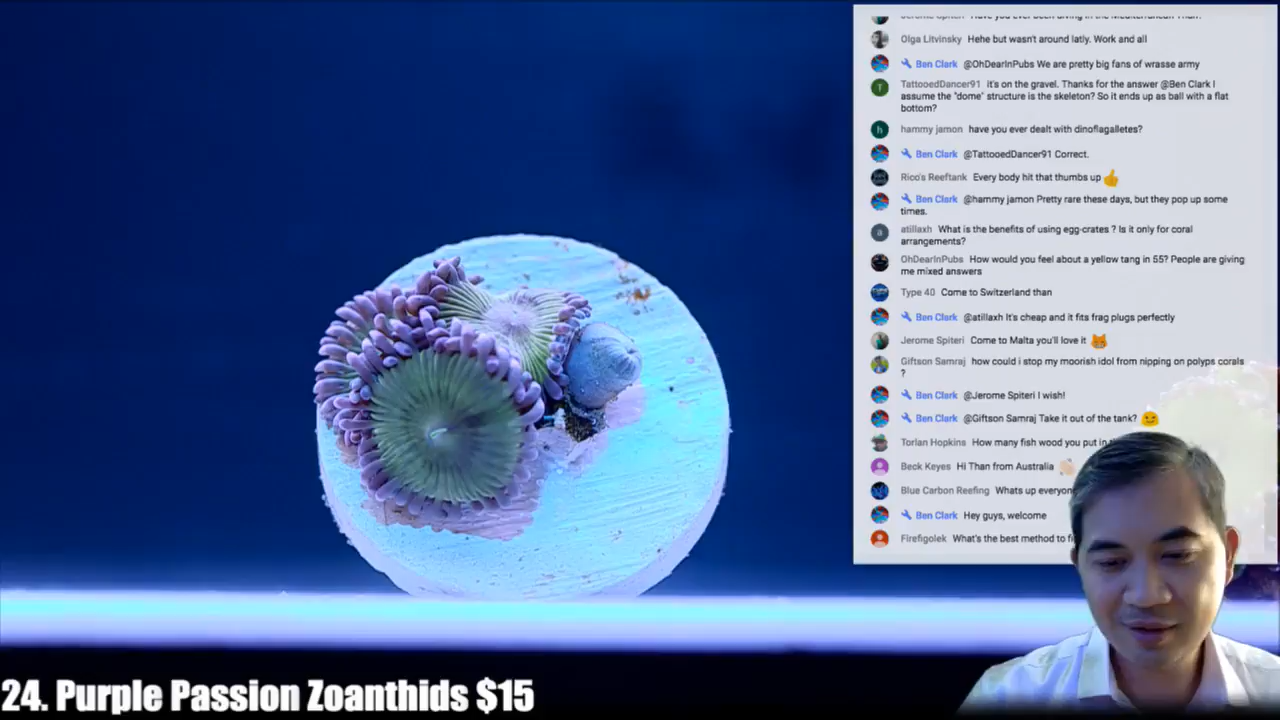 Olga Litvinsky Hehe but wasn't around latly. Work and all
Ben Clark @OhDearInPubs We are pretty big fans of wrasse army
TattooedDancer91 it's on the gravel. Thanks for the answer @Ben Clark I
assume the "dome" structure is the skeleton? So it ends up as ball with a flat
bottom?
hammy jamon have you ever dealt with dinoflagalletes?
Ben Clark @TattooedDancer91 Correct.
Rico's Reeftank Every body hit that thumbs up
Ben Clark @hammy jamon Pretty rare these days, but they pop up some
times.
atillaxh What is the benefits of using egg-crates ? Is it only for coral
arrangements?
OhDearInPubs How would you feel about a yellow tang in 55? People are giving
me mixed answers
Type 40 Come to Switzerland than
Ben Clark @atillaxh It's cheap and it fits frag plugs perfectly
Jerome Spiteri Come to Malta you'll love it
Giftson Samraj how could i stop my moorish idol from nipping on polyps corals
?
Ben Clark @Jerome Spiteri I wish!
Ben Clark @Giftson Samraj Take it out of the tank?
Torlan Hopkins How many fish wood you put in
Beck Keyes Hi Than from Australia
Blue Carbon Reefing Whats up everyone
Ben Clark Hey guys, welcome
Firefigolek What's the best method to
24. Purple Passion Zoanthids $15